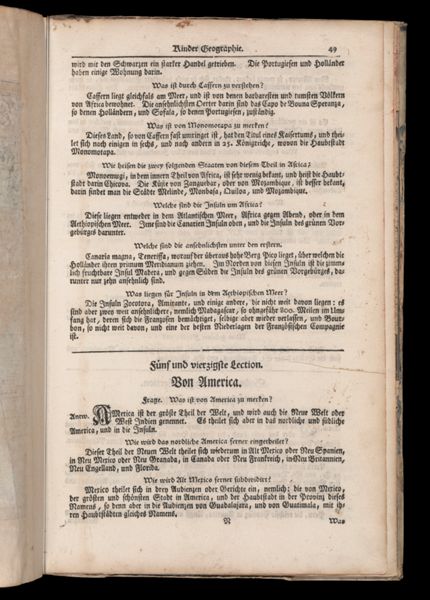 Kinder Geographie. 49
wird mit den Schwarzen ein starker Handel getrieben. Die Portugiesen und Holländer
haben einige Wohnung darin.
Was ist durch Caffern zu verstehen?
Caffern liegt gleichfals am Meer, und ist von denen barbaresten und tumsten Völkern
von Africa bewohnet. Die ansehnlichsten Oerter darin sind das Capo de Bouna Speranza,
so denen Holländern, und Sofala, so denen Portugiesen, zuständig.
Was ist von Monomotapa zu merken?
Dieses Land, so von Caffern fast umringet ist, hat den Titul eines Kaisertums, und thei-
let sich noch einigen in sechs, und nach andern in 25. Königreiche, wovon die Haubtstadt
Monomotapa.
Wie heisen die zwey folgenden Staaten von diesem Theil in Africa?
Monoemugi, in dem innern Theil von Africa, ist sehr wenig bekant, und heist die Haubt-
stadt darin Chicova. Die Küste von Zanguebar, oder von Mozambique, ist besser bekant,
darin findet man die Städte Melinde, Mombasa, Quiloa, und Mozambique.
Welche sind die Insuln um Africa?
Diese liegen entweder in dem Atlantischen Meer, Africa gegen Abend, oder in dem
Aethiopischen Meer. Jene sind die Canarien Insuln oben, und die Insuln des grünen Vor-
gebürges darunter.
Welche sind die ansehnlichsten unter den erstern.
Canaria magna, Teneriffa, worauf der überaus hohe Berg Pico lieget, über welchen die
Holländer ihren primum Meridianum ziehen. Im Norden von diesen Insuln ist die zimm-
lich fruchtbare Insul Madera, und gegen Süden die Insuln des grünen Vorgebürges, da-
runter nur zehn ansehnlich sind.
Was liegen für Insuln in dem Aethiopischen Meer?
Die Insuln Zocotora, Amirante, und einige andere, die nicht weit davon liegen: es
sind aber zwey weit ansehnlichere, nemlich Madagascar, so ohngefähr 800. Meilen im Um-
fang hat, deren sich die Franzosen bemächtiget, selbige aber wieder verlassen, und Bour-
bon, so nicht weit davon, und eine der besten Niederlagen der Französischen Compagnie
ist.
Fünf und vierzigste Lection.
Von America.
Frage. Was ist von America zu merken?
Antw. AMerica ist der gröste Theil der Welt, und wird auch die Neue Welt oder
West Indien genennet. Es theilet sich aber in das nordliche und südliche
America, und in die Insuln.
Wie wird das nordliche America ferner eingetheilet?
Dieser Theil der Neuen Welt theilet sich wiederum in Alt Mexico oder Neu Spanien,
in Neu Mexico oder Neu Granada, in Canada oder Neu Franckreich, in Neu Britannien,
Neu Engelland, und Florida.
Wie wird Alt Mexico ferner subdividirt?
Mexico theilet sich in drey Audienzen oder Gerichte ein, nemlich: die von Mexico,
der grösten und schönsten Stadt in America, und der Haubtstadt in der Provinz dieses
Namens, so denn aber in die Audienzen von Guadalajara, und von Guatimala, mit ih-
ren Haubtstädten gleiches Namens.
N Was